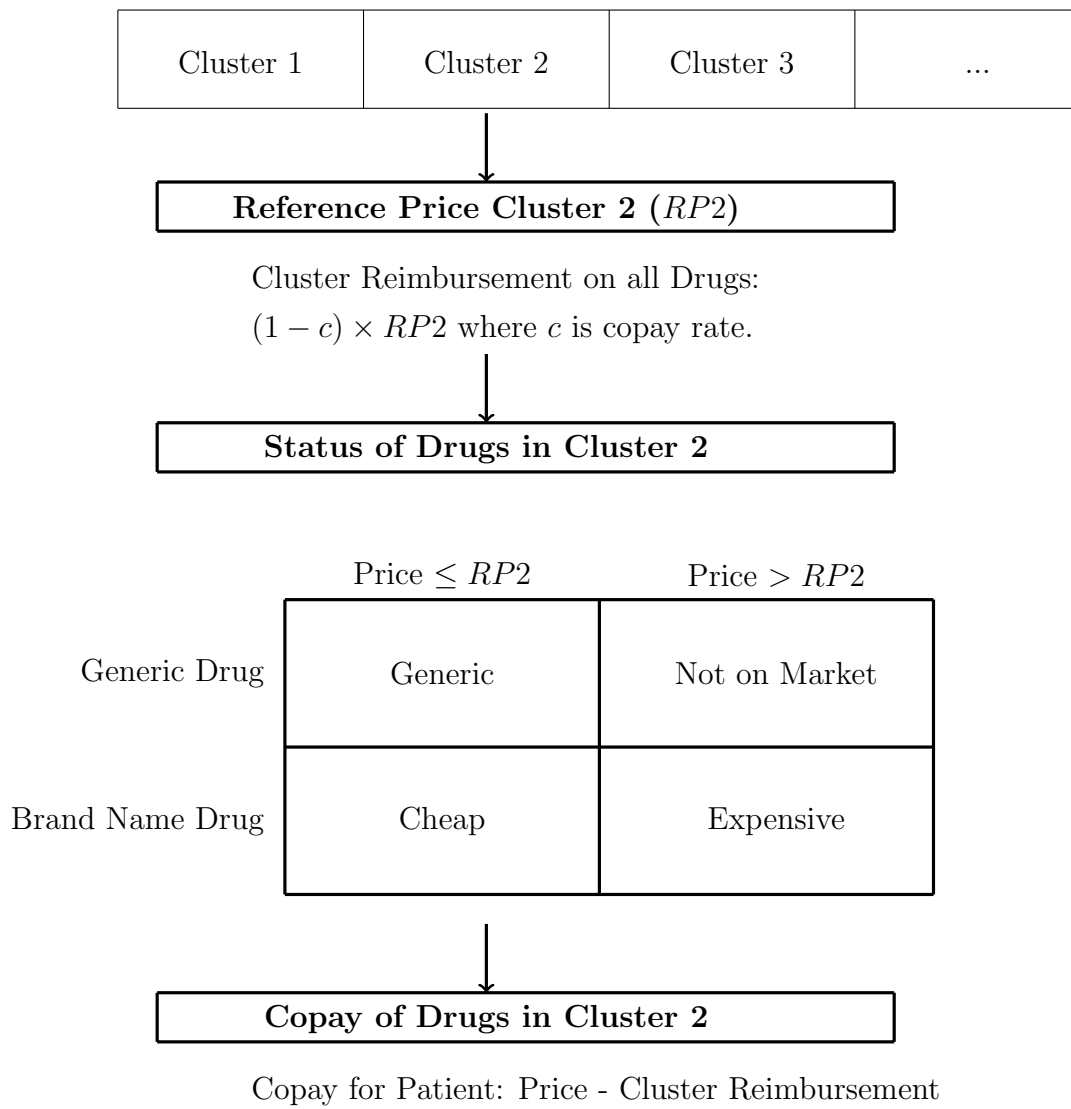 Cluster 1 Cluster 2 Cluster 3 ...
Reference Price Cluster 2 (RP2)
Cluster Reimbursement on all Drugs:
(1 − c) × RP2 where c is copay rate.
Status of Drugs in Cluster 2
Price ≤ RP2 Price > RP2
Generic Drug Generic Not on Market
Brand Name Drug Cheap Expensive
Copay of Drugs in Cluster 2
Copay for Patient: Price - Cluster Reimbursement